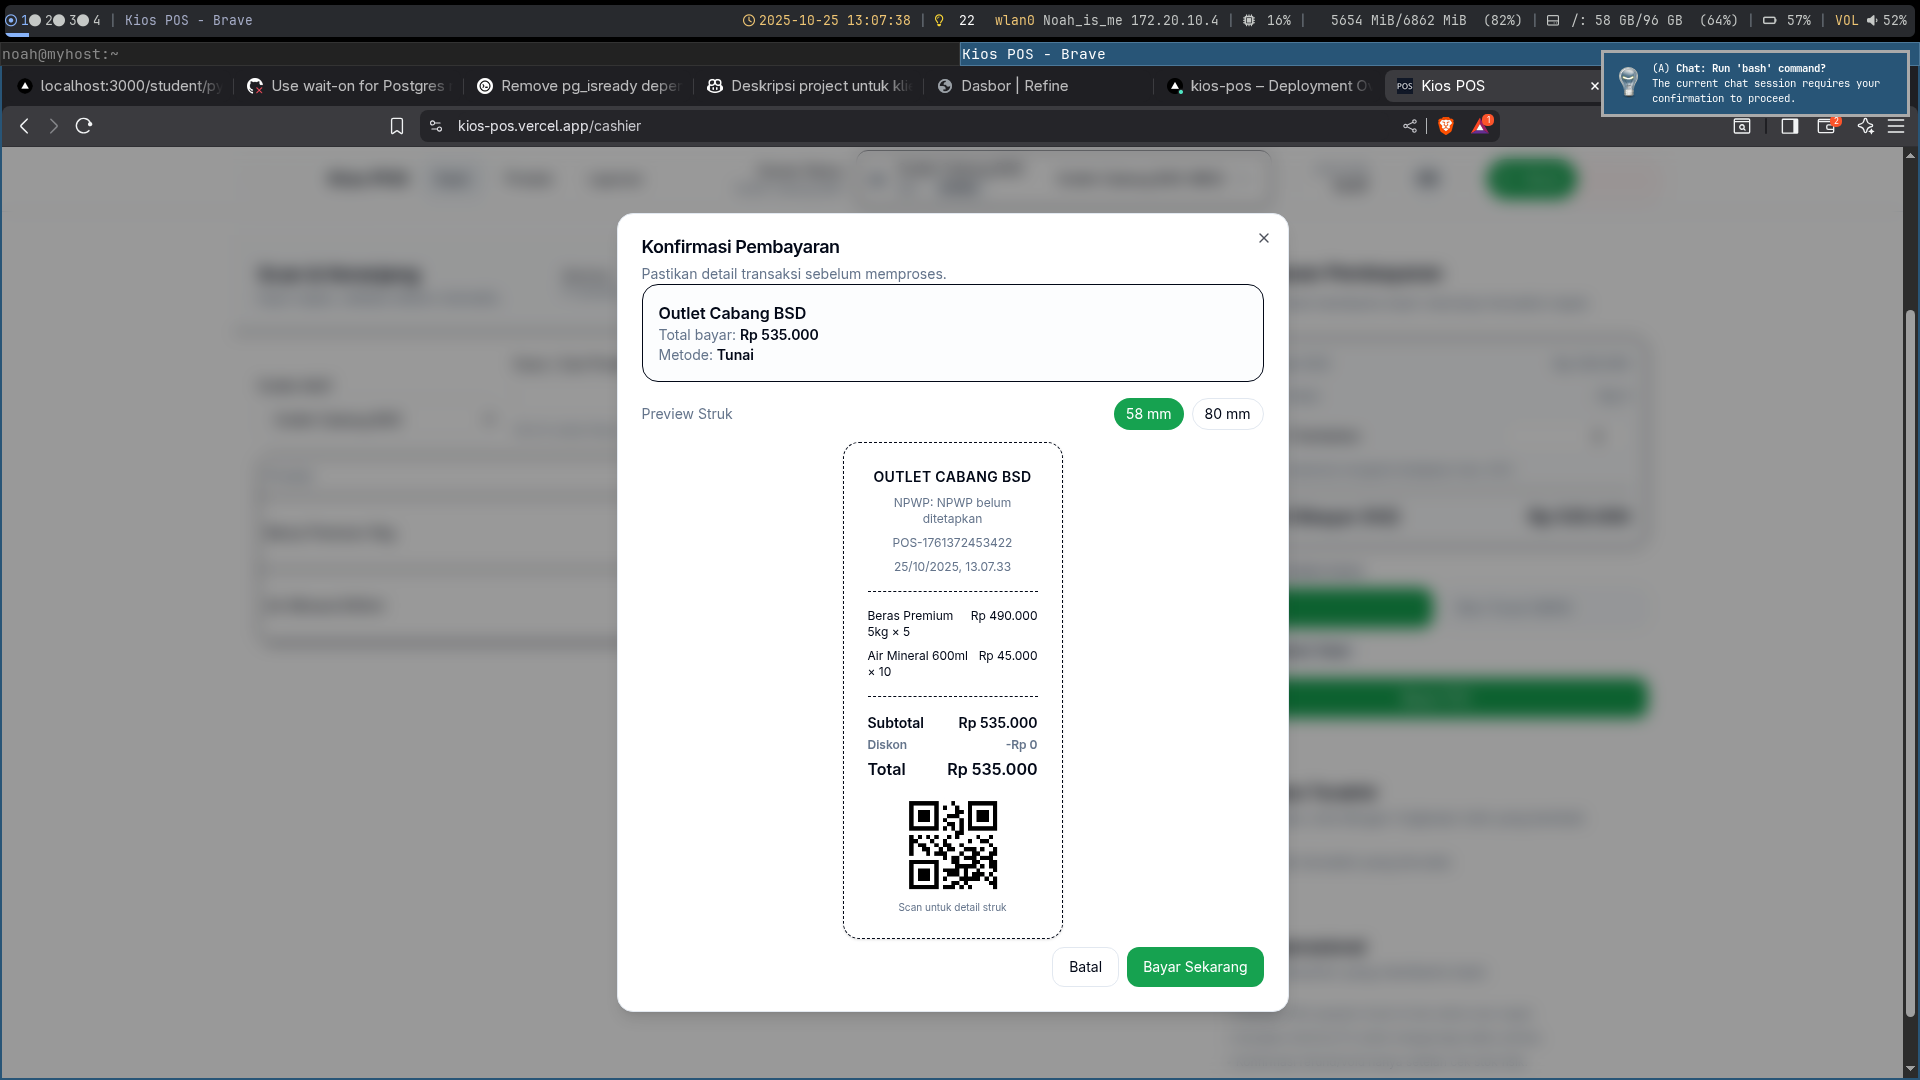 1 2 3 4 | Kios POS - Brave
2025-10-25 13:07:38 | 22 wlan0 Noah_is_me 172.20.10.4 | 16% | 5654 MiB/6862 MiB (82%) | /: 58 GB/96 GB (64%) | 57% | VOL 52%
noah@myhost:~
Kios POS - Brave
(A) Chat: Run 'bash' command?
The current chat session requires your
confirmation to proceed.
localhost:3000/student/py
Use wait-on for Postgres
Remove pg_isready deper
Deskripsi project untuk kli
Dasbor | Refine
kios-pos – Deployment Ov
POS Kios POS
kios-pos.vercel.app/cashier
1
2
Konfirmasi Pembayaran
Pastikan detail transaksi sebelum memproses.
Outlet Cabang BSD
Total bayar: Rp 535.000
Metode: Tunai
Preview Struk
58 mm
80 mm
OUTLET CABANG BSD
NPWP: NPWP belum
ditetapkan
POS-1761372453422
25/10/2025, 13.07.33
Beras Premium Rp 490.000
5kg × 5
Air Mineral 600ml Rp 45.000
× 10
Subtotal Rp 535.000
Diskon -Rp 0
Total Rp 535.000
Scan untuk detail struk
Batal
Bayar Sekarang